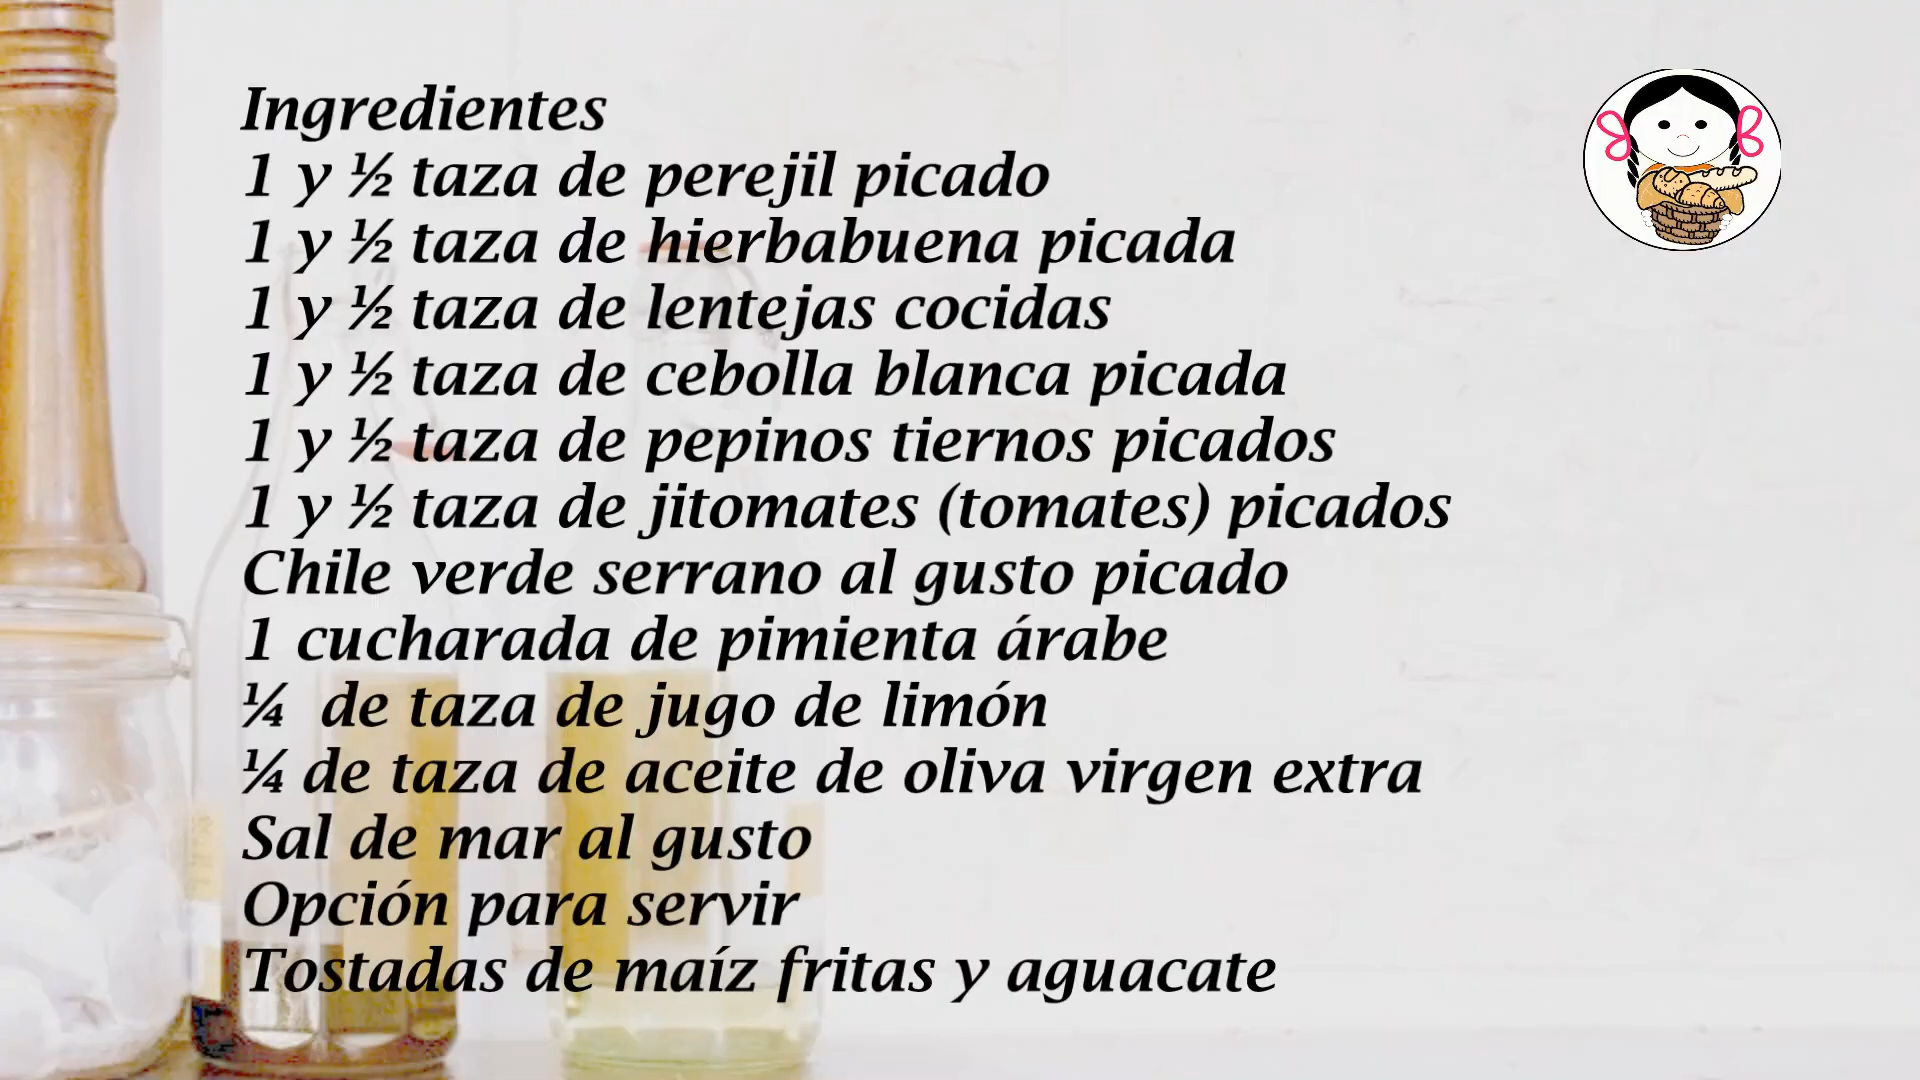 Ingredientes
1 y ½ taza de perejil picado
1 y ½ taza de hierbabuena picada
1 y ½ taza de lentejas cocidas
1 y ½ taza de cebolla blanca picada
1 y ½ taza de pepinos tiernos picados
1 y ½ taza de jitomates (tomates) picados
Chile verde serrano al gusto picado
1 cucharada de pimienta árabe
¼ de taza de jugo de limón
¼ de taza de aceite de oliva virgen extra
Sal de mar al gusto
Opción para servir
Tostadas de maíz fritas y aguacate